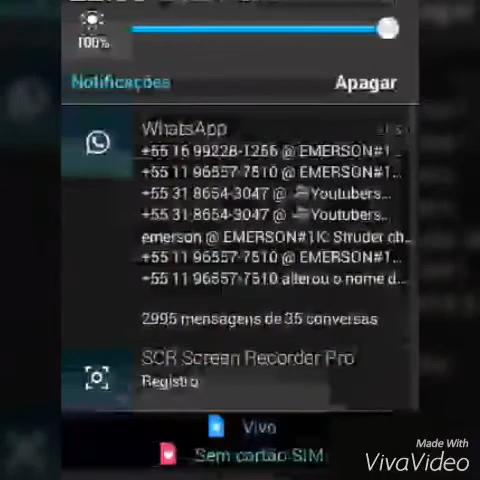 100%
Notificações Apagar
WhatsApp
+55 16 99228-1256 @ EMERSON#1...
+55 11 96557-7510 @ EMERSON#1...
+55 31 8654-3047 @ Youtubers...
+55 31 8654-3047 @ Youtubers...
emerson @ EMERSON#1K: Struder ch...
+55 11 96557-7510 @ EMERSON#1...
+55 11 96557-7510 alterou o nome d...
2995 mensagens de 35 conversas
SCR Screen Recorder Pro
Registro
Vivo
Sem cartão SIM
Made With
VivaVideo